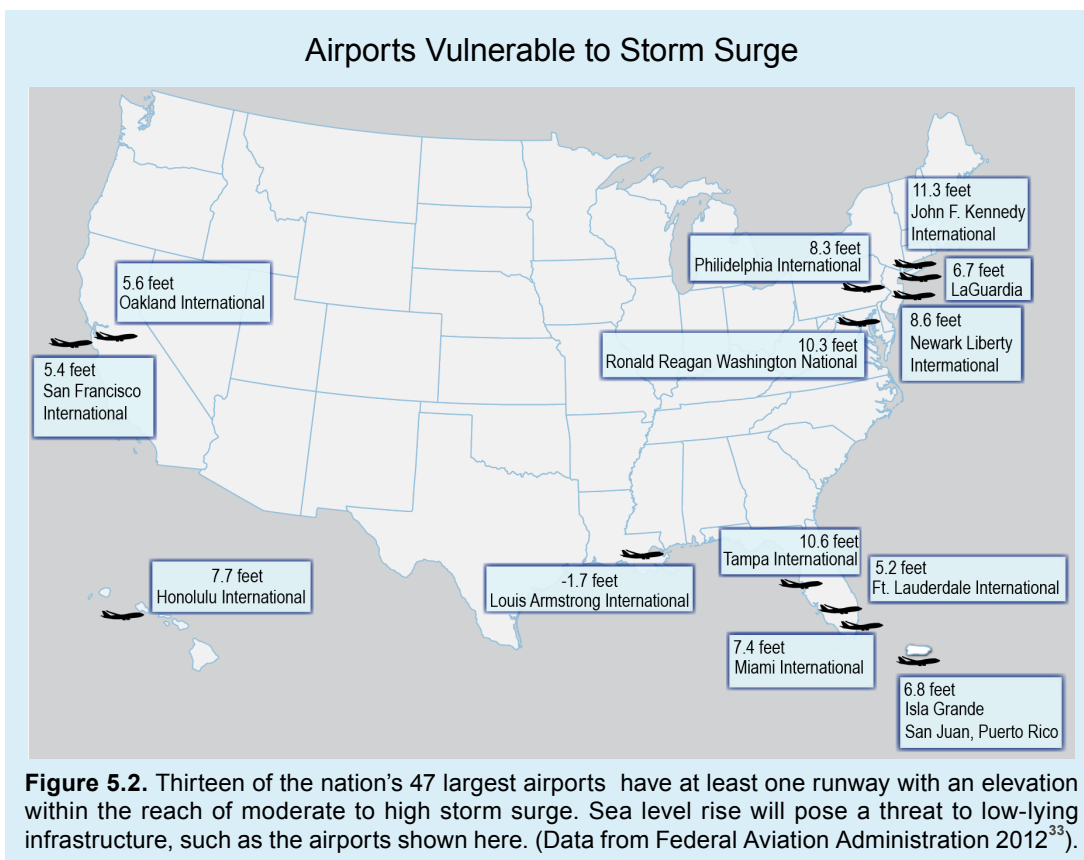 Airports Vulnerable to Storm Surge
11.3 feet
John F. Kennedy
International
8.3 feet
Philidelphia International
6.7 feet
LaGuardia
5.6 feet
Oakland International
8.6 feet
Newark Liberty
International
10.3 feet
Ronald Reagan Washington National
5.4 feet
San Francisco
International
10.6 feet
Tampa International
5.2 feet
Ft. Lauderdale International
7.7 feet
Honolulu International
-1.7 feet
Louis Armstrong International
7.4 feet
Miami International
6.8 feet
Isla Grande
San Juan, Puerto Rico
Figure 5.2. Thirteen of the nation's 47 largest airports have at least one runway with an elevation
within the reach of moderate to high storm surge. Sea level rise will pose a threat to low-lying
infrastructure, such as the airports shown here. (Data from Federal Aviation Administration 2012³³).